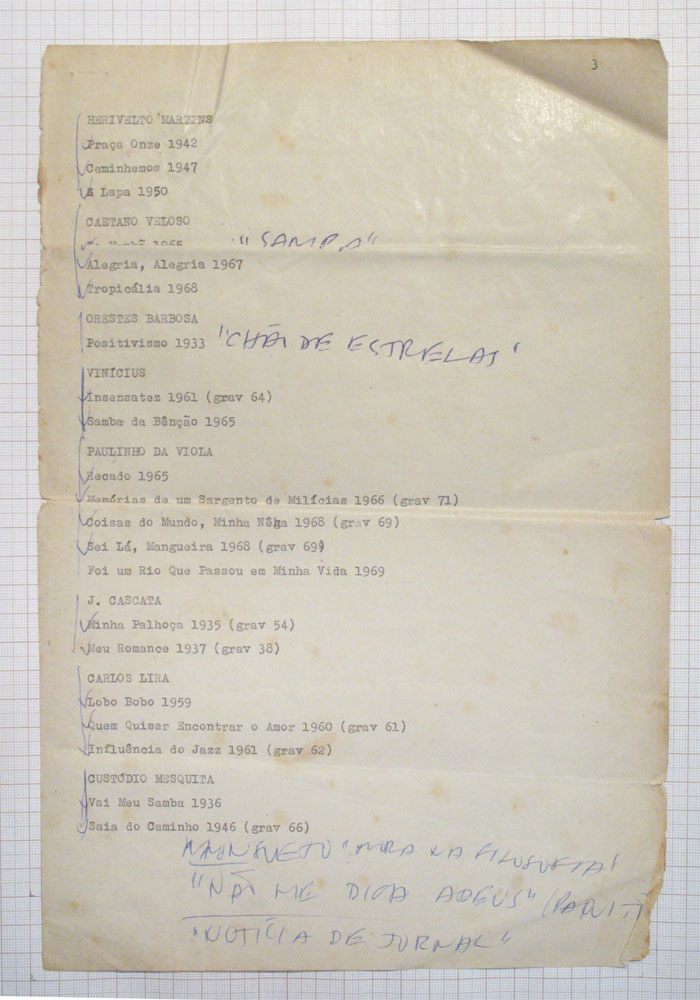 3
HERIVELTO MARTINS
Praça Onze 1942
Caminhemos 1947
A Lapa 1950
CAETANO VELOSO
"SAMPA"
Alegria, Alegria 1967
Tropicália 1968
ORESTES BARBOSA
Positivismo 1933 "CHÃO DE ESTRELAS"
VINÍCIUS
Insensatez 1961 (grav 64)
Samba da Bênção 1965
PAULINHO DA VIOLA
Recado 1965
Memórias de um Sargento de Milícias 1966 (grav 71)
Coisas do Mundo, Minha Nêga 1968 (grav 69)
Sei Lá, Mangueira 1968 (grav 69)
Foi um Rio Que Passou em Minha Vida 1969
J. CASCATA
Minha Palhoça 1935 (grav 54)
Meu Romance 1937 (grav 38)
CARLOS LIRA
Lobo Bobo 1959
Quem Quiser Encontrar o Amor 1960 (grav 61)
Influência do Jazz 1961 (grav 62)
CUSTÓDIO MESQUITA
Vai Meu Samba 1936
Saia do Caminho 1946 (grav 66)
MONSUETO "MORA NA FILOSOFIA"
"NÃO ME DIGA ADEUS"
"NOTÍCIA DE JORNAL"